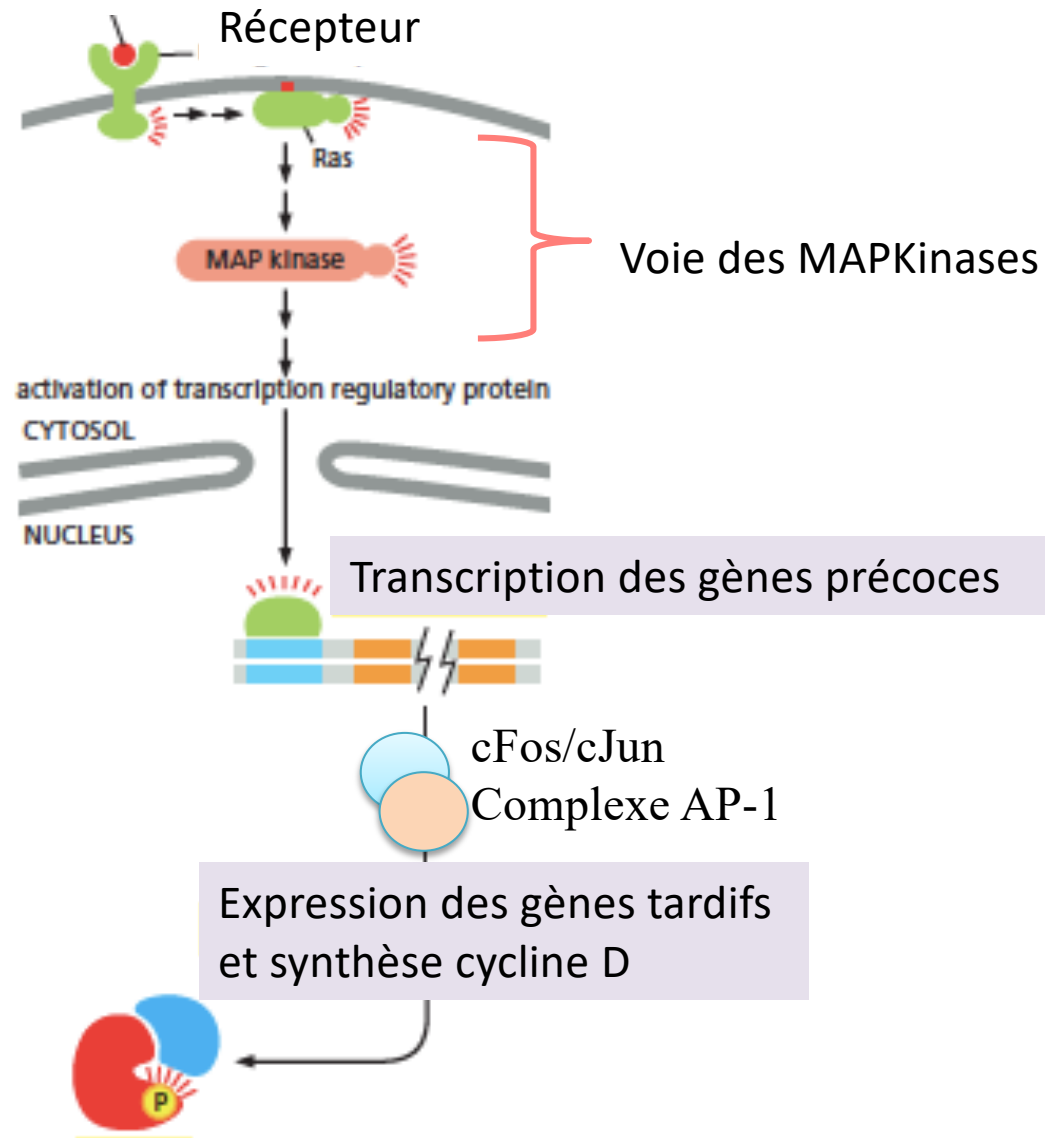 Récepteur
Ras
MAP kinase
Voie des MAPKinases
activation of transcription regulatory protein
CYTOSOL
NUCLEUS
Transcription des gènes précoces
cFos/cJun
Complexe AP-1
Expression des gènes tardifs
et synthèse cycline D
P